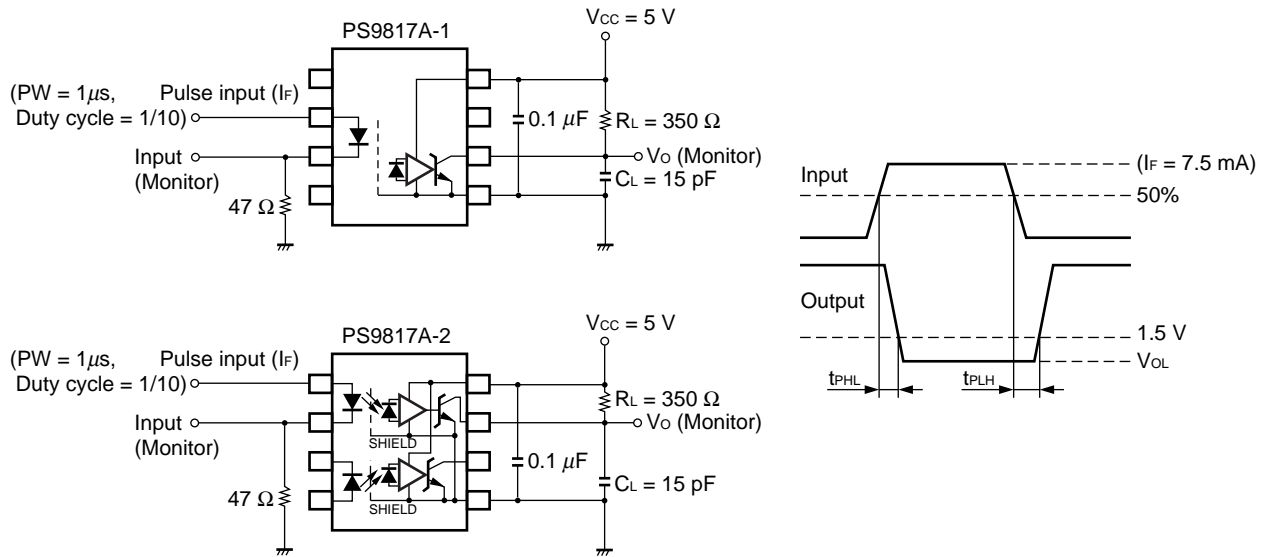 PS9817A-1
VCC = 5 V
(PW = 1μs, Pulse input (IF)
Duty cycle = 1/10)
Input
(Monitor)
47 Ω
0.1 μF
RL = 350 Ω
VO (Monitor)
CL = 15 pF
PS9817A-2
VCC = 5 V
(PW = 1μs, Pulse input (IF)
Duty cycle = 1/10)
Input
(Monitor)
47 Ω
SHIELD
SHIELD
0.1 μF
RL = 350 Ω
VO (Monitor)
CL = 15 pF
Input
(IF = 7.5 mA)
50%
Output
1.5 V
VOL
tPHL
tPLH